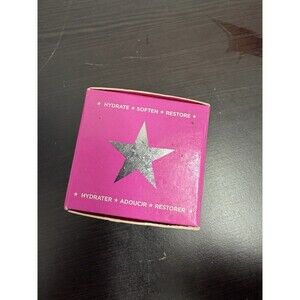 ★ HYDRATE ★ SOFTEN ★ RESTORE ★
★ HYDRATER ★ ADOUCIR ★ RESTORER ★